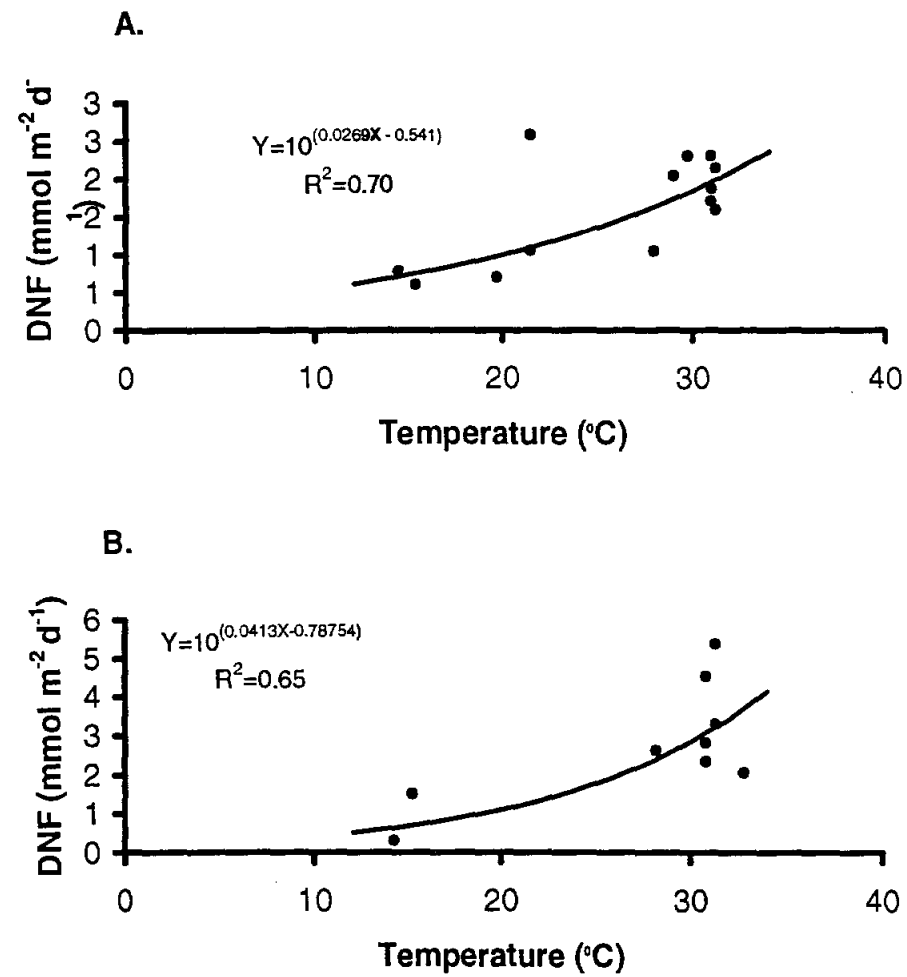 A.
DNF (mmol m⁻² d⁻
¹)
3
3
2
2
1
1
0
Y=10^(0.0269X - 0.541)
R²=0.70
0 10 20 30 40
Temperature (°C)
B.
DNF (mmol m⁻² d⁻¹)
6
5
4
3
2
1
0
Y=10^(0.0413X-0.78754)
R²=0.65
0 10 20 30 40
Temperature (°C)